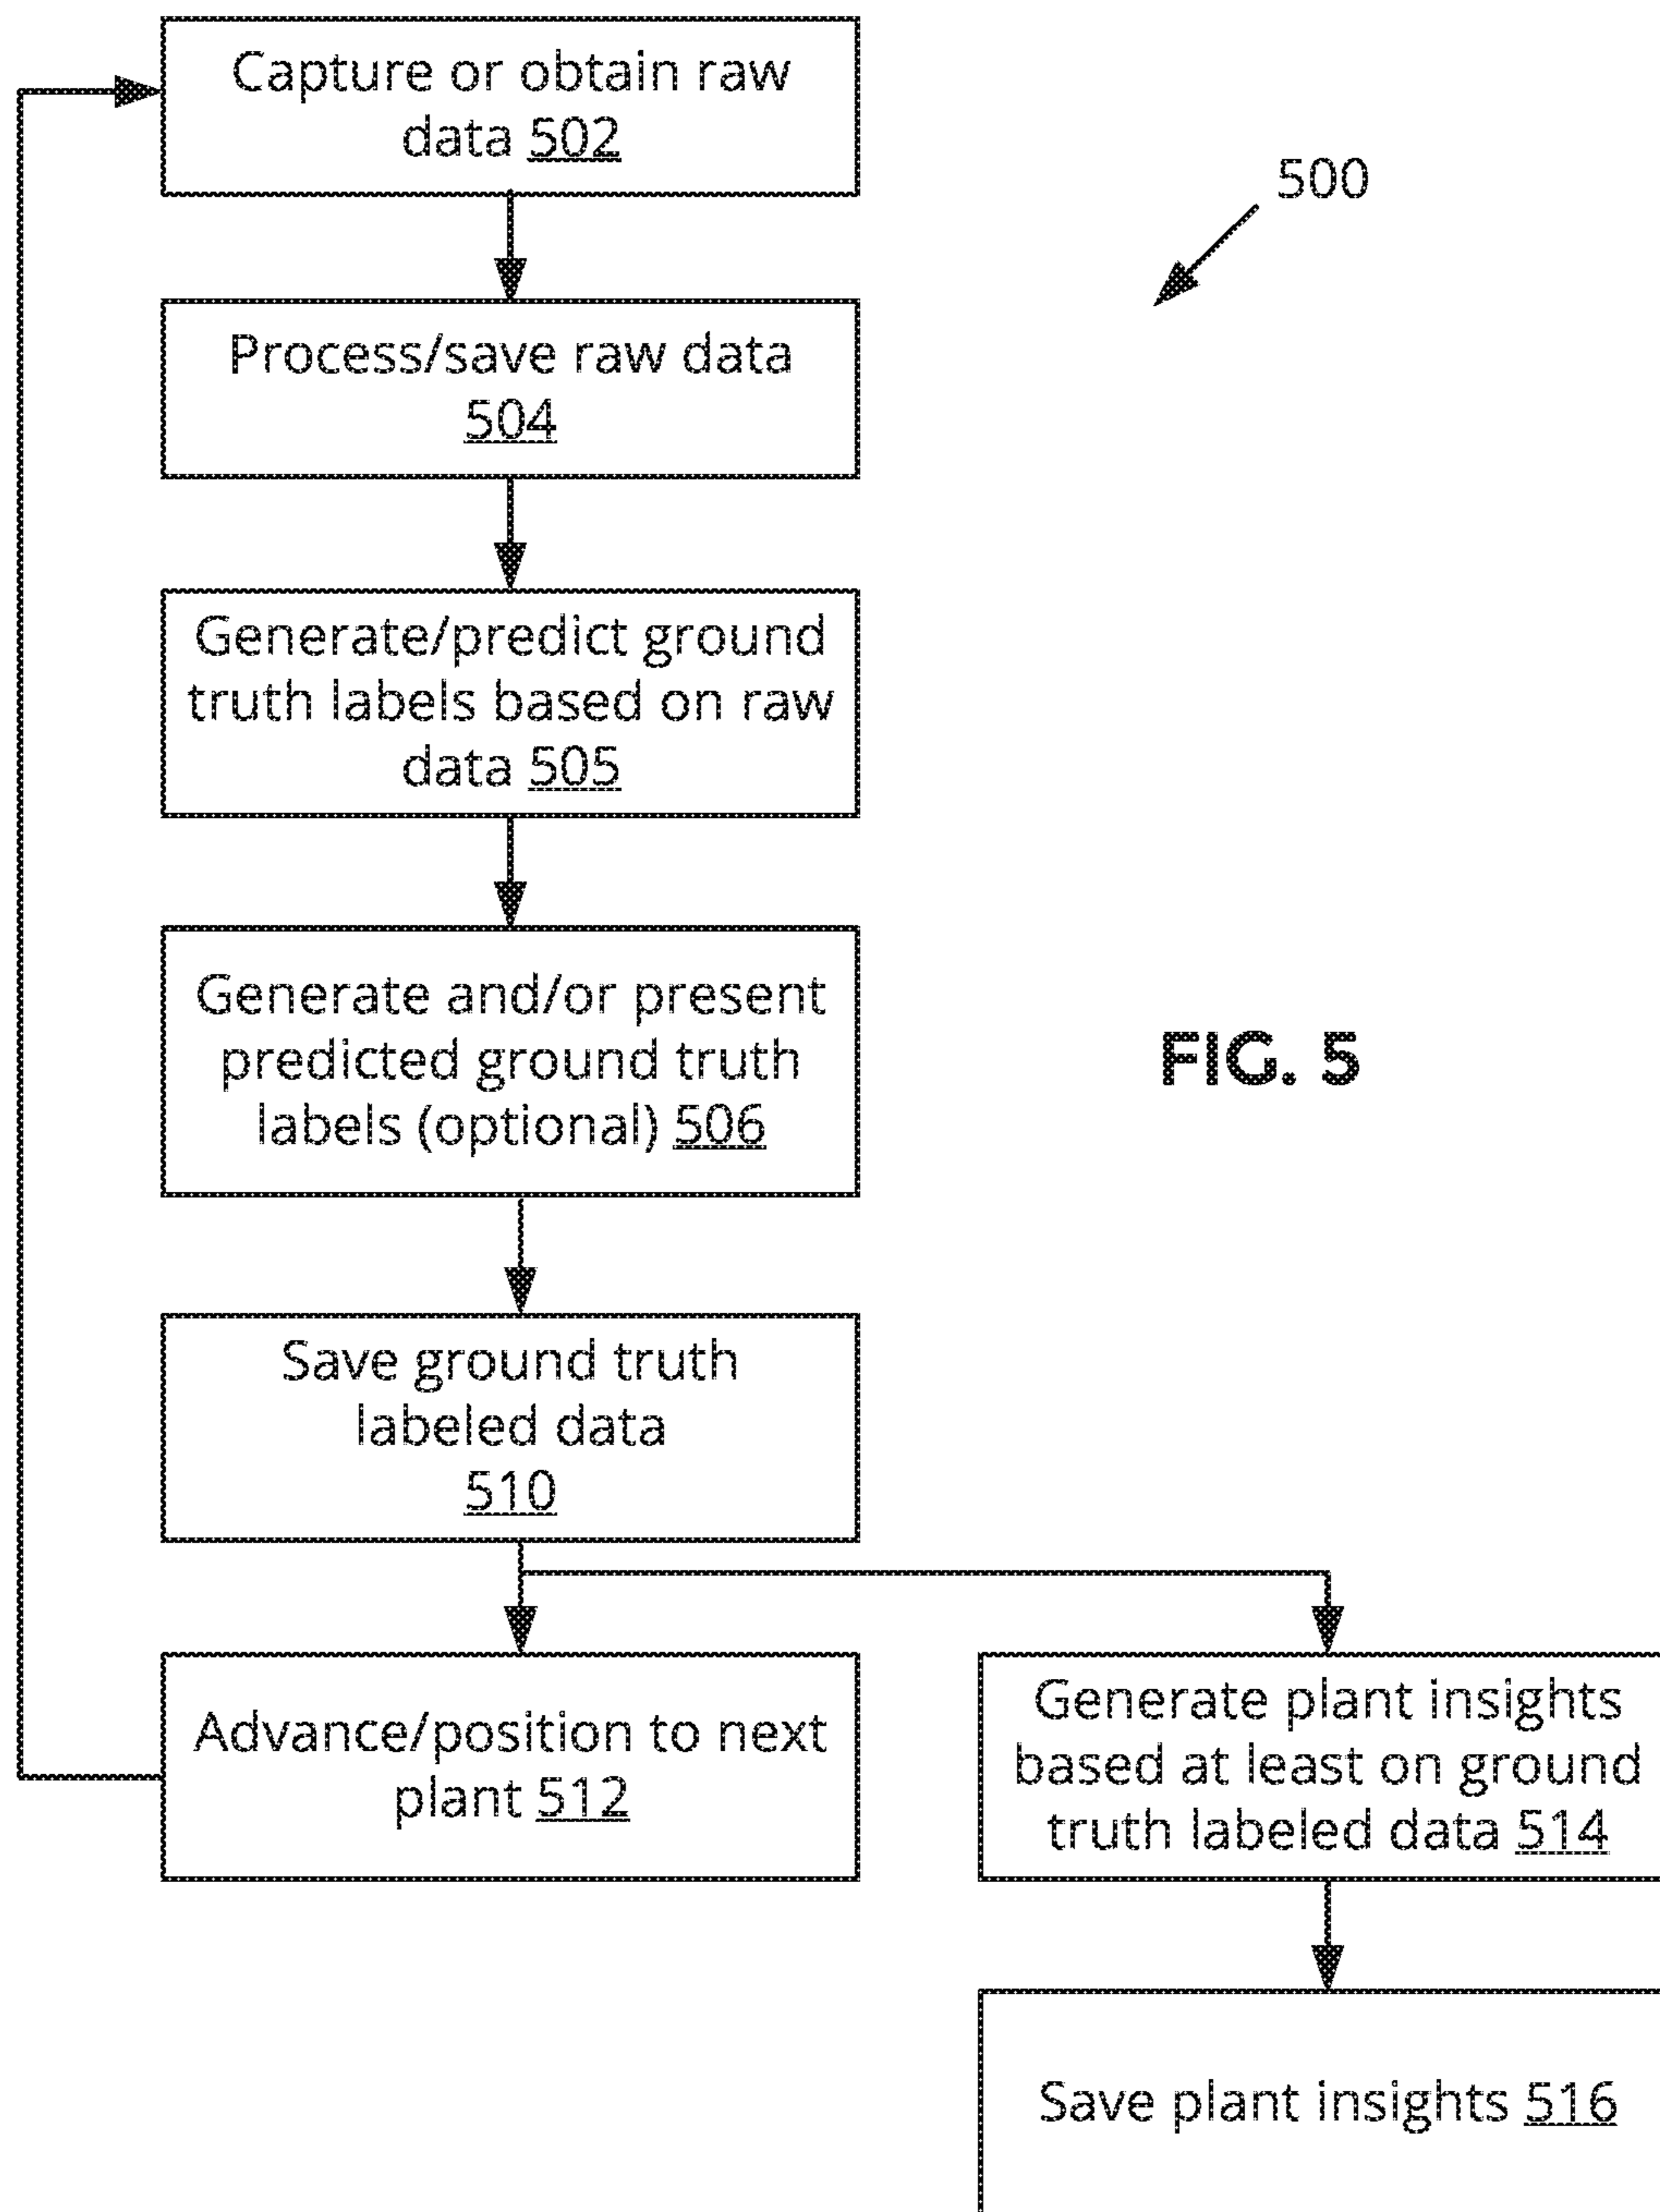 Capture or obtain raw
data 502
500
Process/save raw data
504
Generate/predict ground
truth labels based on raw
data 505
Generate and/or present
predicted ground truth
labels (optional) 506
FIG. 5
Save ground truth
labeled data
510
Advance/position to next
plant 512
Generate plant insights
based at least on ground
truth labeled data 514
Save plant insights 516